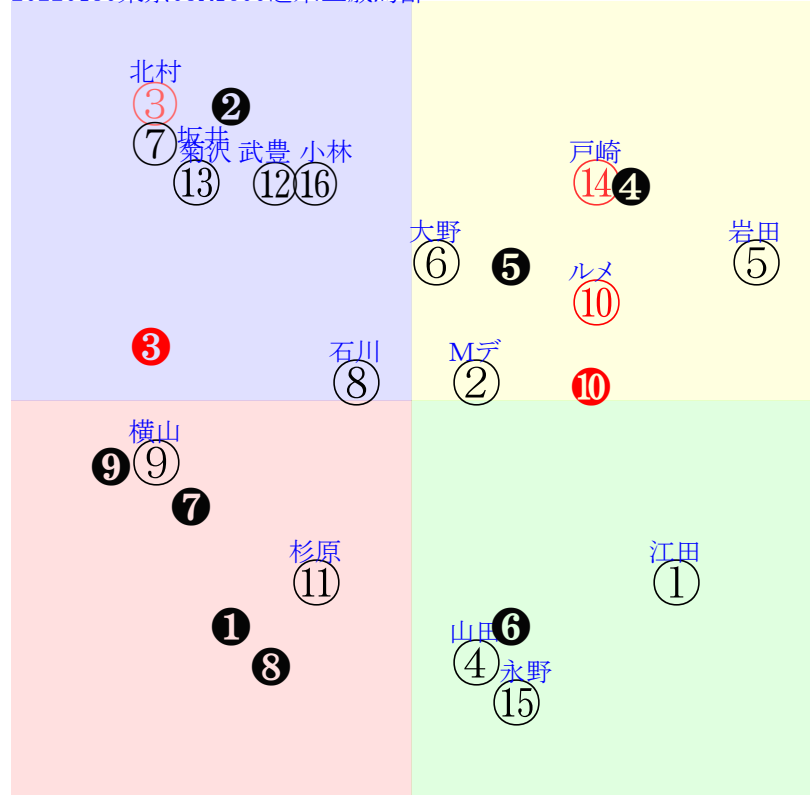 北村
③ ❷
⑦ 坂井
菊沢 武豊 小林
⑬ ⑫ ⑯
戸崎
⑭ ❹
大野
⑥ ❺
岩田
⑤
ルメ
⑩
❸
石川
⑧
Mデ
②
❿
横山
❾ ⑨
❼
杉原
⑪
江田
①
❶
❽
山田 ❻
④
永野
⑮